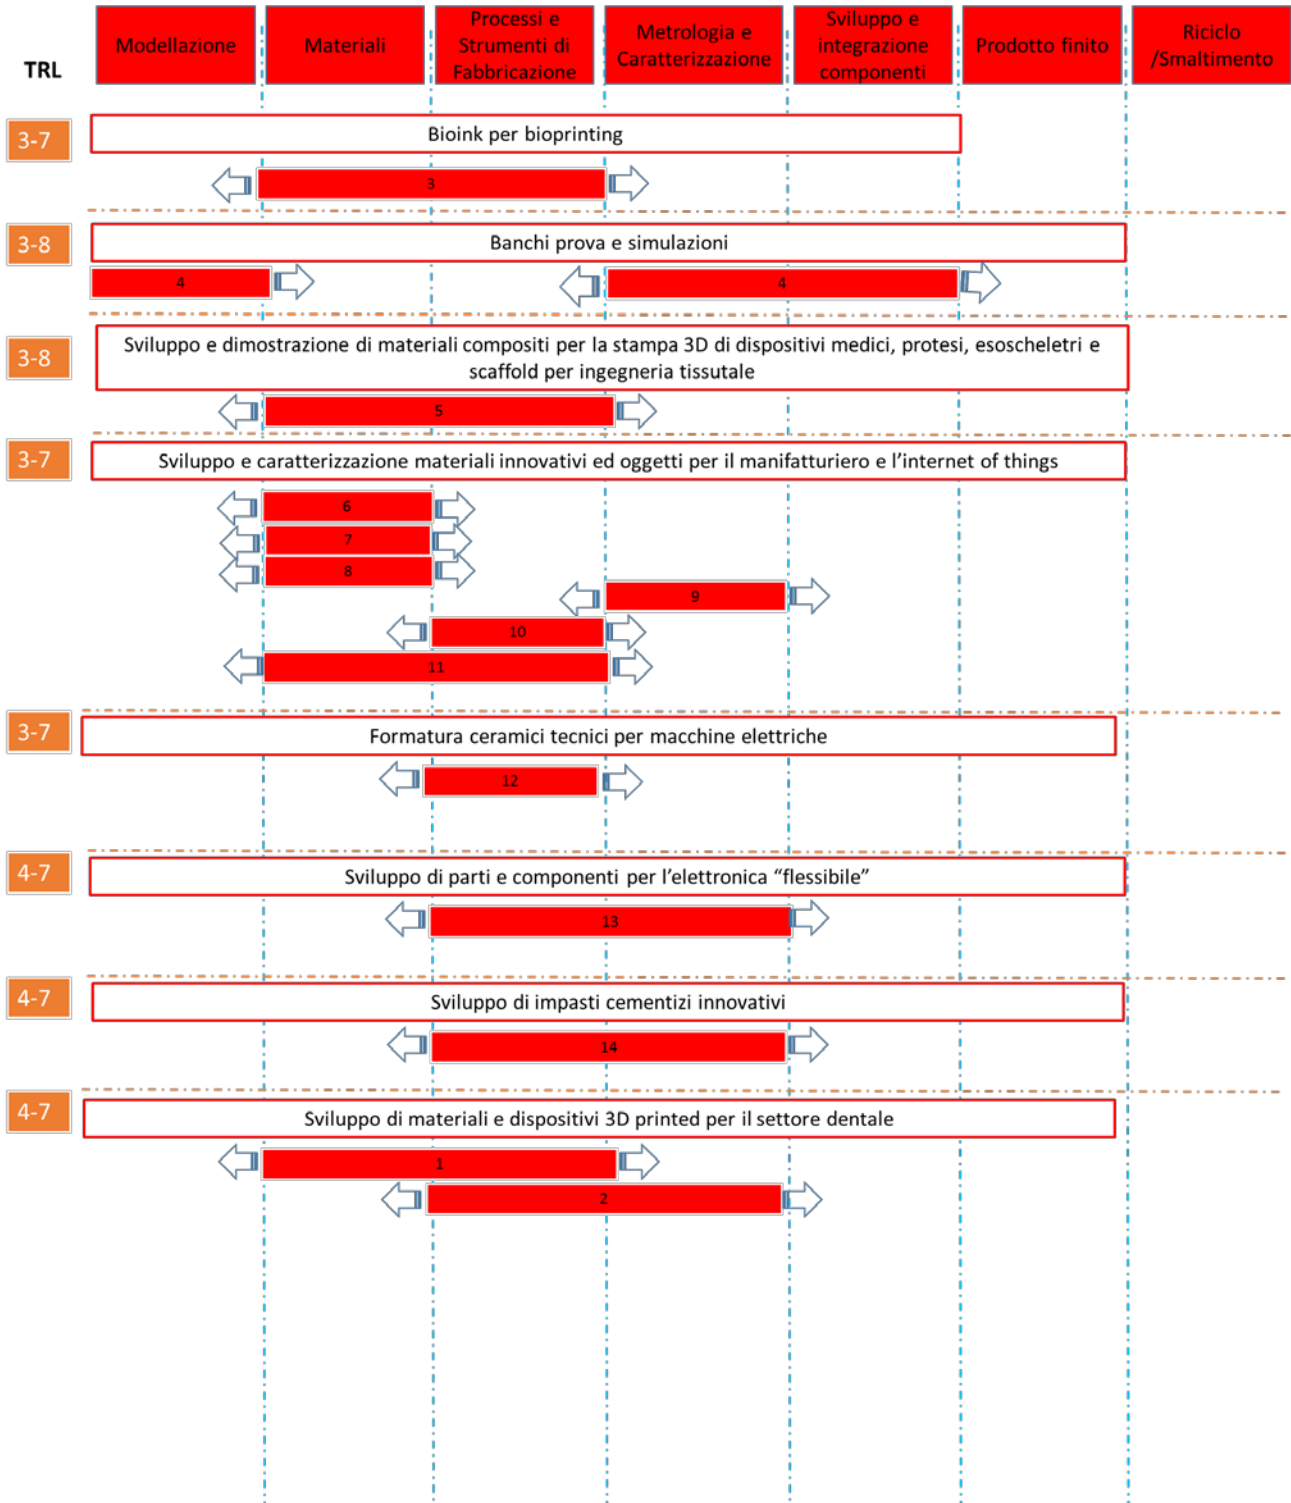 TRL
Modellazione
Materiali
Processi e
Strumenti di
Fabbricazione
Metrologia e
Caratterizzazione
Sviluppo e
integrazione
componenti
Prodotto finito
Riciclo
/Smaltimento
3-7
Bioink per bioprinting
3
3-8
Banchi prova e simulazioni
4
4
3-8
Sviluppo e dimostrazione di materiali compositi per la stampa 3D di dispositivi medici, protesi, esoscheletri e
scaffold per ingegneria tissutale
5
3-7
Sviluppo e caratterizzazione materiali innovativi ed oggetti per il manifatturiero e l’internet of things
6
7
8
9
10
11
3-7
Formatura ceramici tecnici per macchine elettriche
12
4-7
Sviluppo di parti e componenti per l’elettronica “flessibile”
13
4-7
Sviluppo di impasti cementizi innovativi
14
4-7
Sviluppo di materiali e dispositivi 3D printed per il settore dentale
1
2